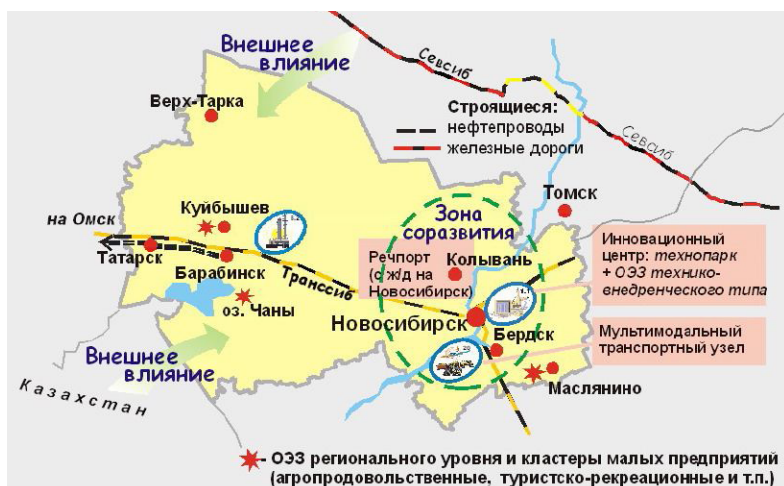 Внешнее
влияние
Севсиб
Верх-Тарка
Строящиеся:
нефтепроводы
железные дороги
Севсиб
Томск
на Омск
Куйбышев
Зона
соразвития
Татарск
Барабинск
Транссиб
Речпорт
(с ж/д на
Новосибирск)
Колывань
Инновационный
центр: технопарк
+ ОЭЗ технико-
внедренческого типа
оз. Чаны
Новосибирск
Бердск
Мультимодальный
транспортный узел
Внешнее
влияние
Маслянино
Казахстан
- ОЭЗ регионального уровня и кластеры малых предприятий
(агропродовольственные, туристско-рекреационные и т.п.)